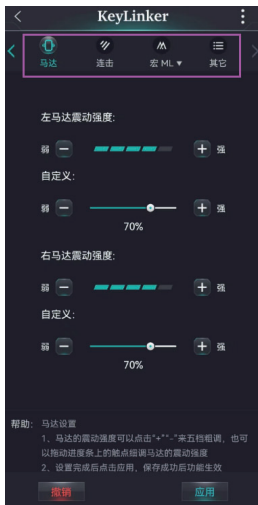 KeyLinker
马达 连击 宏 ML ▼ 其它
左马达震动强度:
弱 强
自定义:
弱 强
70%
右马达震动强度:
弱 强
自定义:
弱 强
70%
帮助: 马达设置
1、马达的震动强度可以点击"+""-"来五档粗调，也可
以拖动进度条上的触点细调马达的震动强度
2、设置完成后点击应用，保存成功后功能生效
撤销 应用